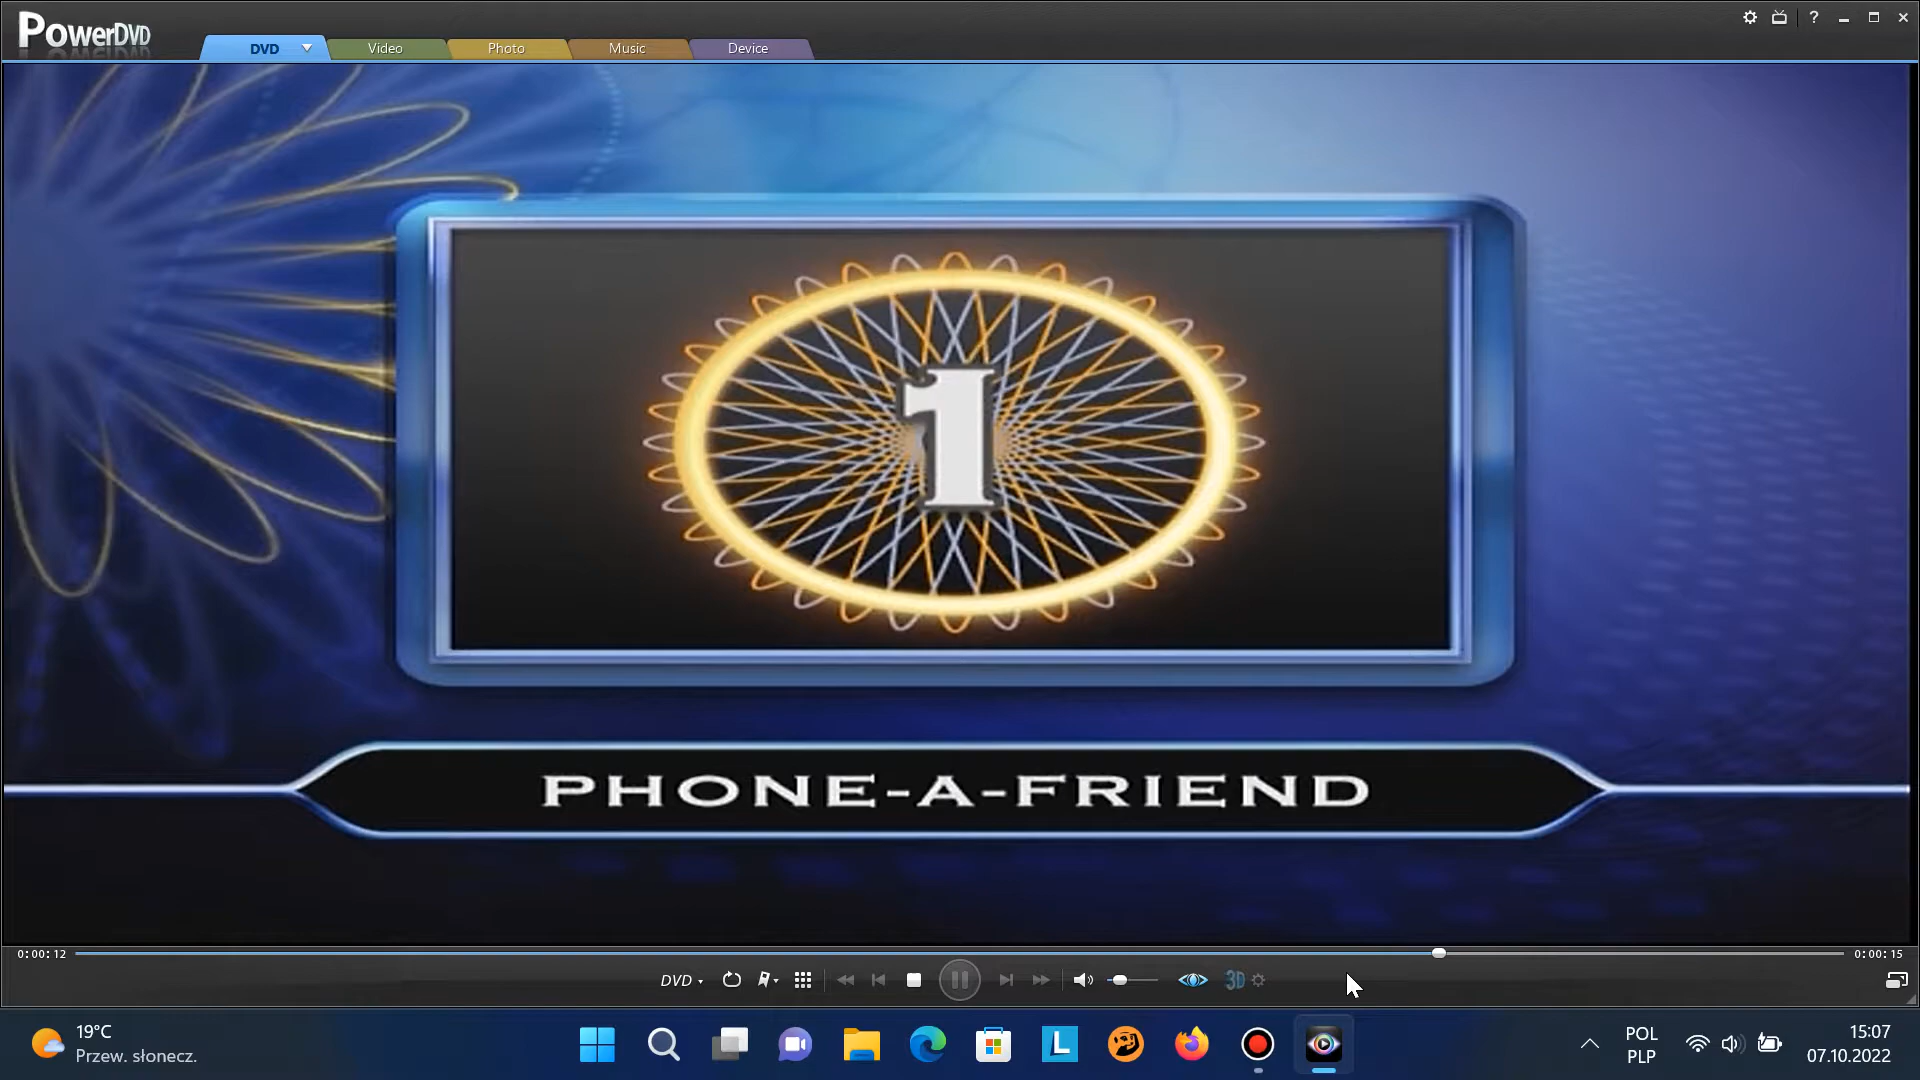 PowerDVD
DVD Video Photo Music Device
?
1
PHONE-A-FRIEND
0:00:12 0:00:15
DVD 3D
19°C
Przew. słonecz.
L
POL
PLP
15:07
07.10.2022